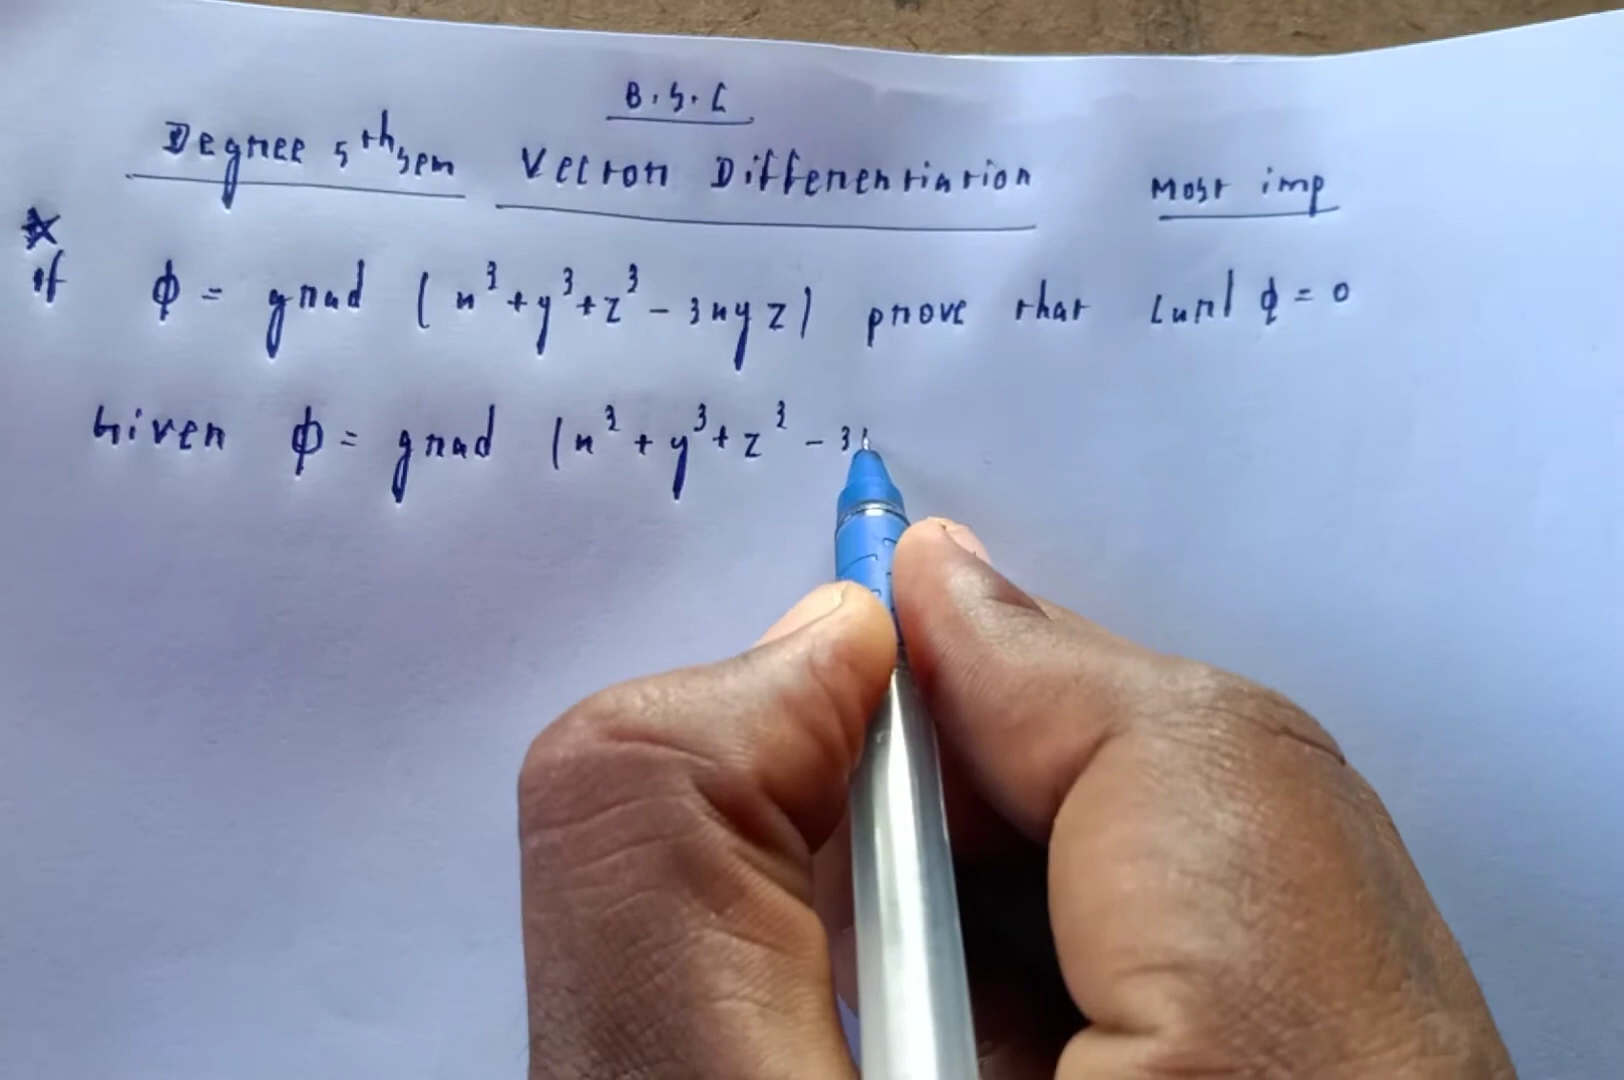 B.S.C
Degree 5th sem Vector Differentiation Most imp
If ϕ = grad (x³+y³+z³-3xyz) prove that Curl ϕ = 0
Given ϕ = grad (x³+y³+z³-3